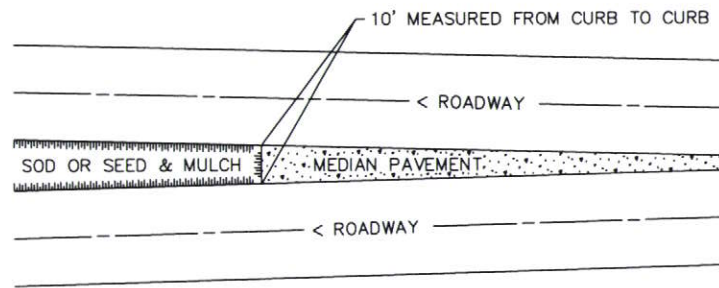 10' MEASURED FROM CURB TO CURB
< ROADWAY
SOD OR SEED & MULCH
MEDIAN PAVEMENT
< ROADWAY